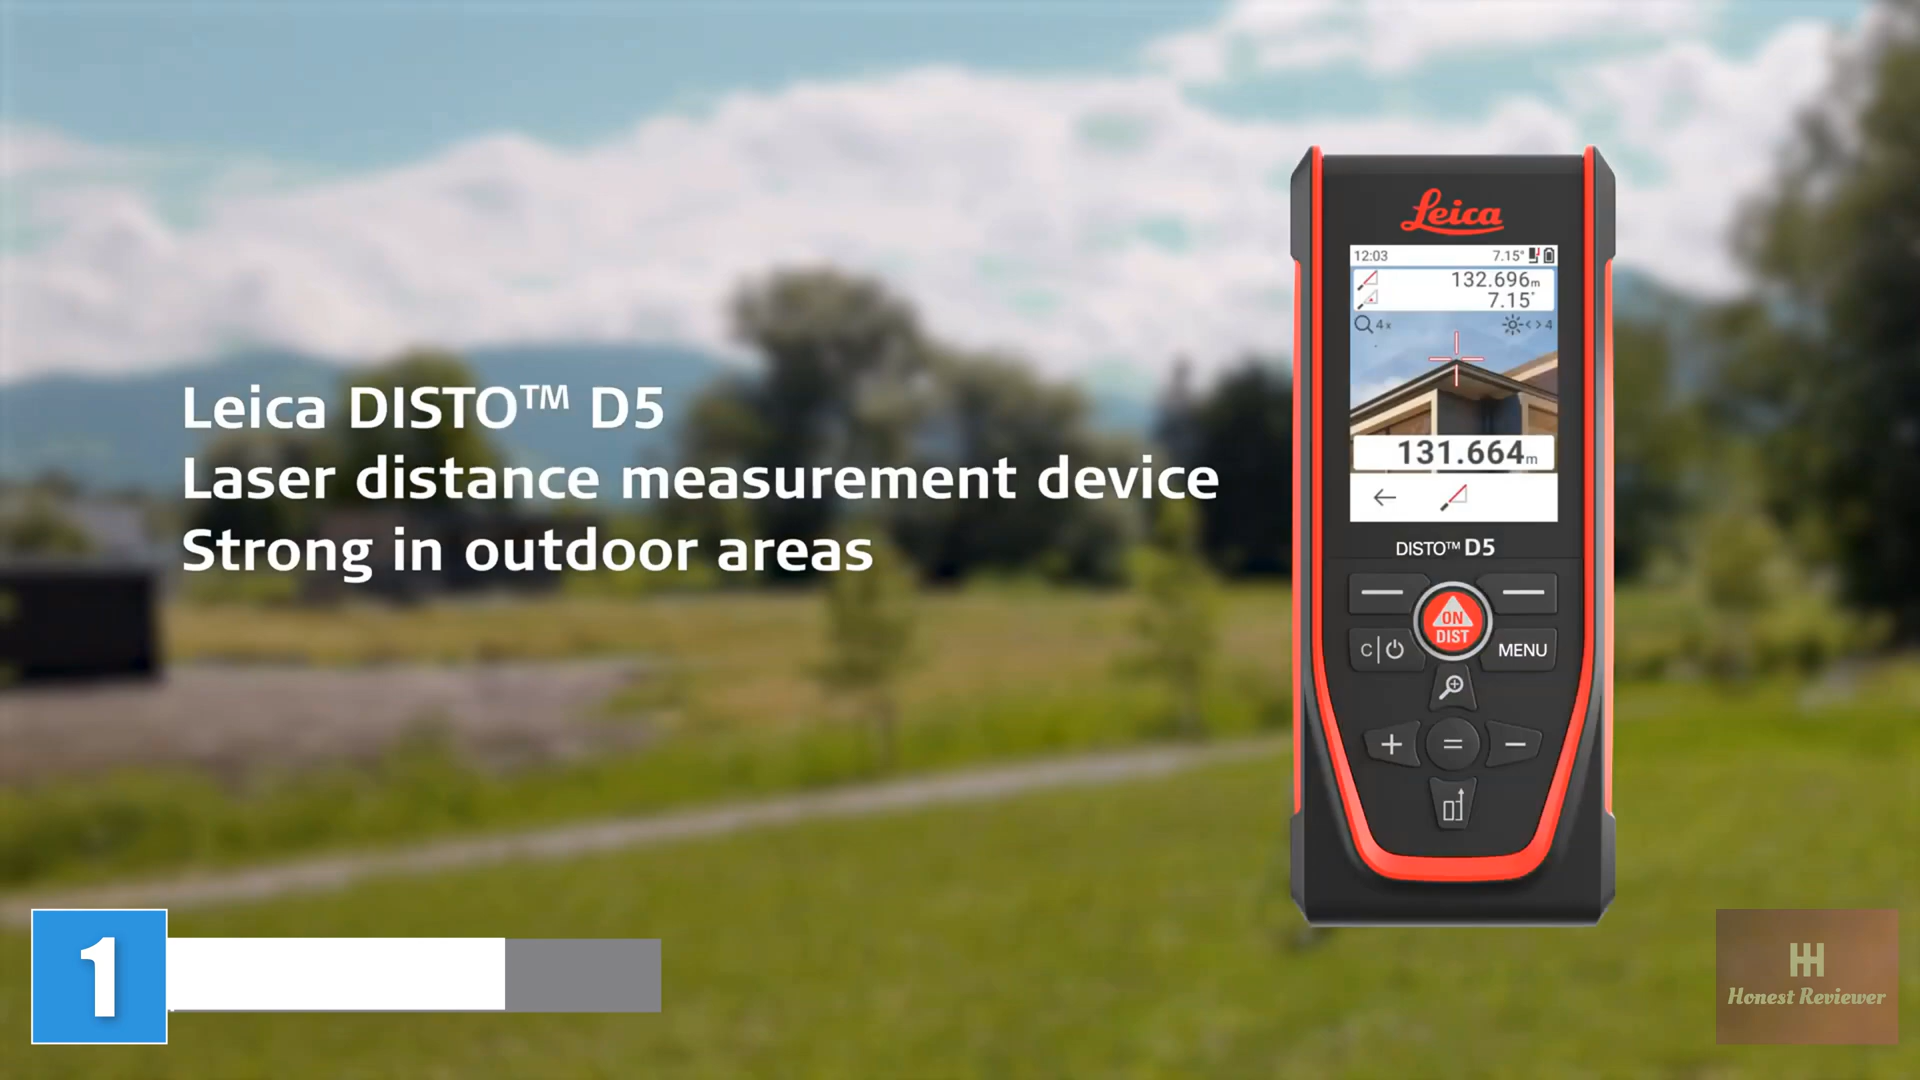 Leica DISTO™ D5
Laser distance measurement device
Strong in outdoor areas
Leica
12:03 7.15°
132.696m
7.15°
4x < > 4
131.664m
DISTO™ D5
ON
DIST
C MENU
+ = −
1
Honest Reviewer